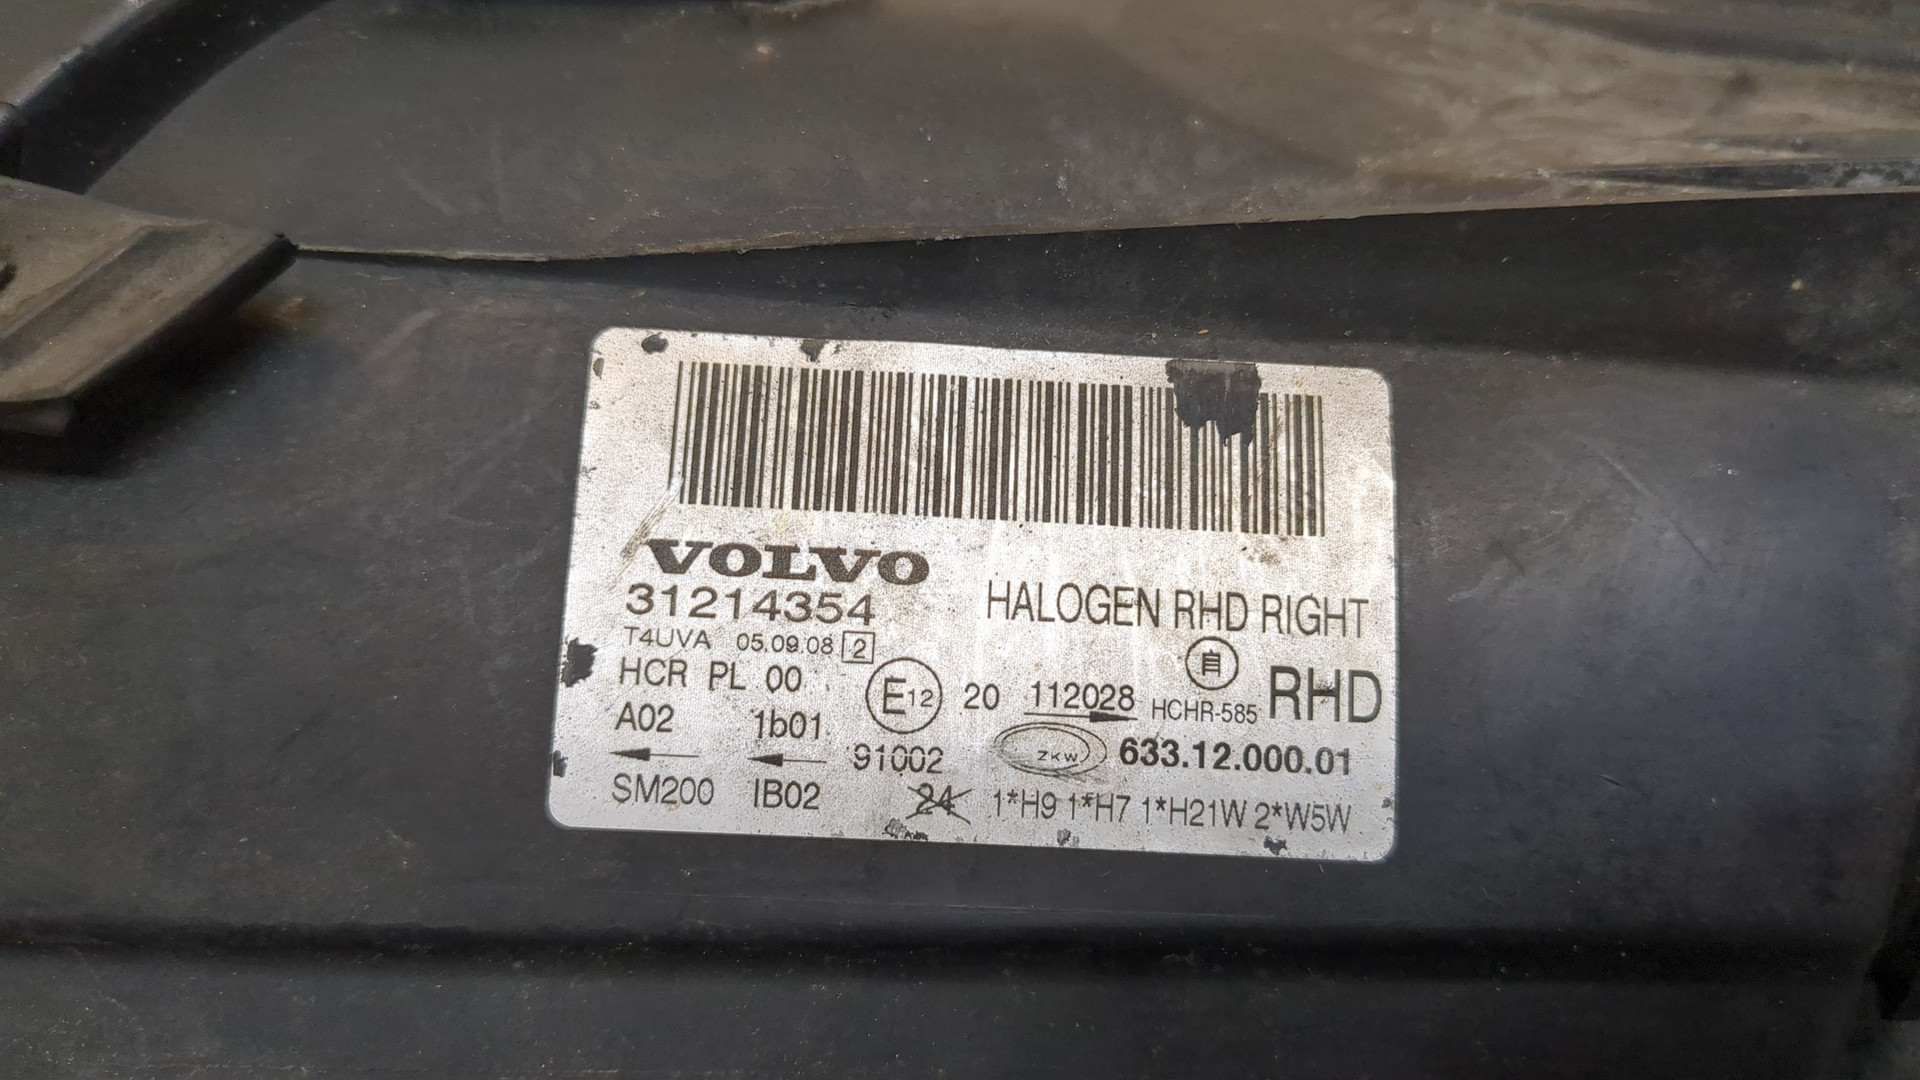 VOLVO
31214354
HALOGEN RHD RIGHT
T4UVA 05.09.08 2
自
HCR PL 00
E12 20 112028 HCHR-585 RHD
A02 1b01
91002 ZKW 633.12.000.01
SM200 IB02 24 1*H9 1*H7 1*H21W 2*W5W